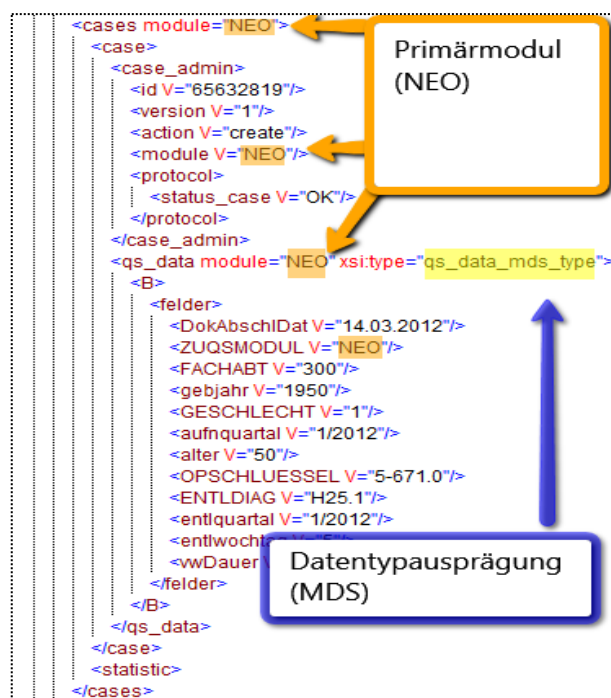 <cases module="NEO">
<case>
<case_admin>
<id V="65632819"/>
<version V="1"/>
<action V="create"/>
<module V="NEO"/>
<protocol>
<status_case V="OK"/>
</protocol>
</case_admin>
<qs_data module="NEO" xsi:type="qs_data_mds_type">
<B>
<felder>
<DokAbschlDat V="14.03.2012"/>
<ZUQSMODUL V="NEO"/>
<FACHABT V="300"/>
<gebjahr V="1950"/>
<GESCHLECHT V="1"/>
<aufnquartal V="1/2012"/>
<alter V="50"/>
<OPSCHLUESSEL V="5-671.0"/>
<ENTLDIAG V="H25.1"/>
<entlquartal V="1/2012"/>
<vwDauer
</felder>
</B>
</qs_data>
</case>
<statistic>
</cases>
Primärmodul
(NEO)
Datentypausprägung
(MDS)